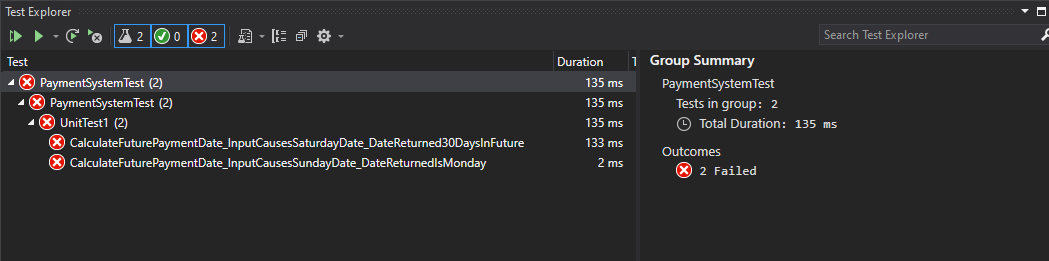 Test Explorer
2 0 2
Search Test Explorer
Test Duration T
PaymentSystemTest (2) 135 ms
PaymentSystemTest (2) 135 ms
UnitTest1 (2) 135 ms
CalculateFuturePaymentDate_InputCausesSaturdayDate_DateReturned30DaysInFuture 133 ms
CalculateFuturePaymentDate_InputCausesSundayDate_DateReturnedIsMonday 2 ms
Group Summary
PaymentSystemTest
Tests in group: 2
Total Duration: 135 ms
Outcomes
2 Failed